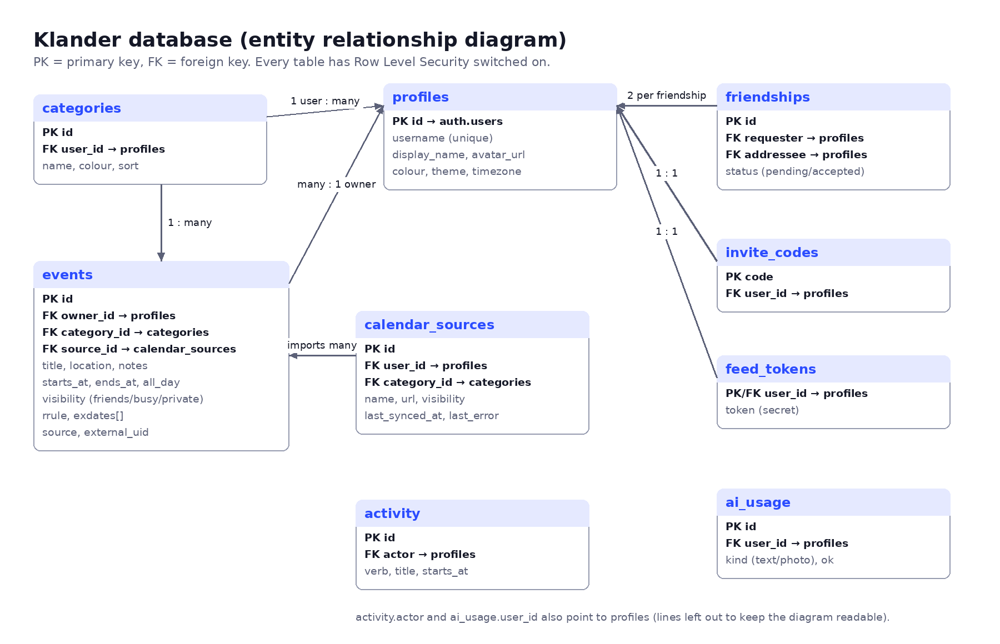 Klander database (entity relationship diagram)
PK = primary key, FK = foreign key. Every table has Row Level Security switched on.
categories
PK id
FK user_id → profiles
name, colour, sort
1 user : many
profiles
PK id → auth.users
username (unique)
display_name, avatar_url
colour, theme, timezone
2 per friendship
friendships
PK id
FK requester → profiles
FK addressee → profiles
status (pending/accepted)
many : 1 owner
1 : 1
1 : many
1 : 1
events
PK id
FK owner_id → profiles
FK category_id → categories
FK source_id → calendar_sources
title, location, notes
starts_at, ends_at, all_day
visibility (friends/busy/private)
rrule, exdates[]
source, external_uid
imports many
calendar_sources
PK id
FK user_id → profiles
FK category_id → categories
name, url, visibility
last_synced_at, last_error
invite_codes
PK code
FK user_id → profiles
feed_tokens
PK/FK user_id → profiles
token (secret)
activity
PK id
FK actor → profiles
verb, title, starts_at
ai_usage
PK id
FK user_id → profiles
kind (text/photo), ok
activity.actor and ai_usage.user_id also point to profiles (lines left out to keep the diagram readable).